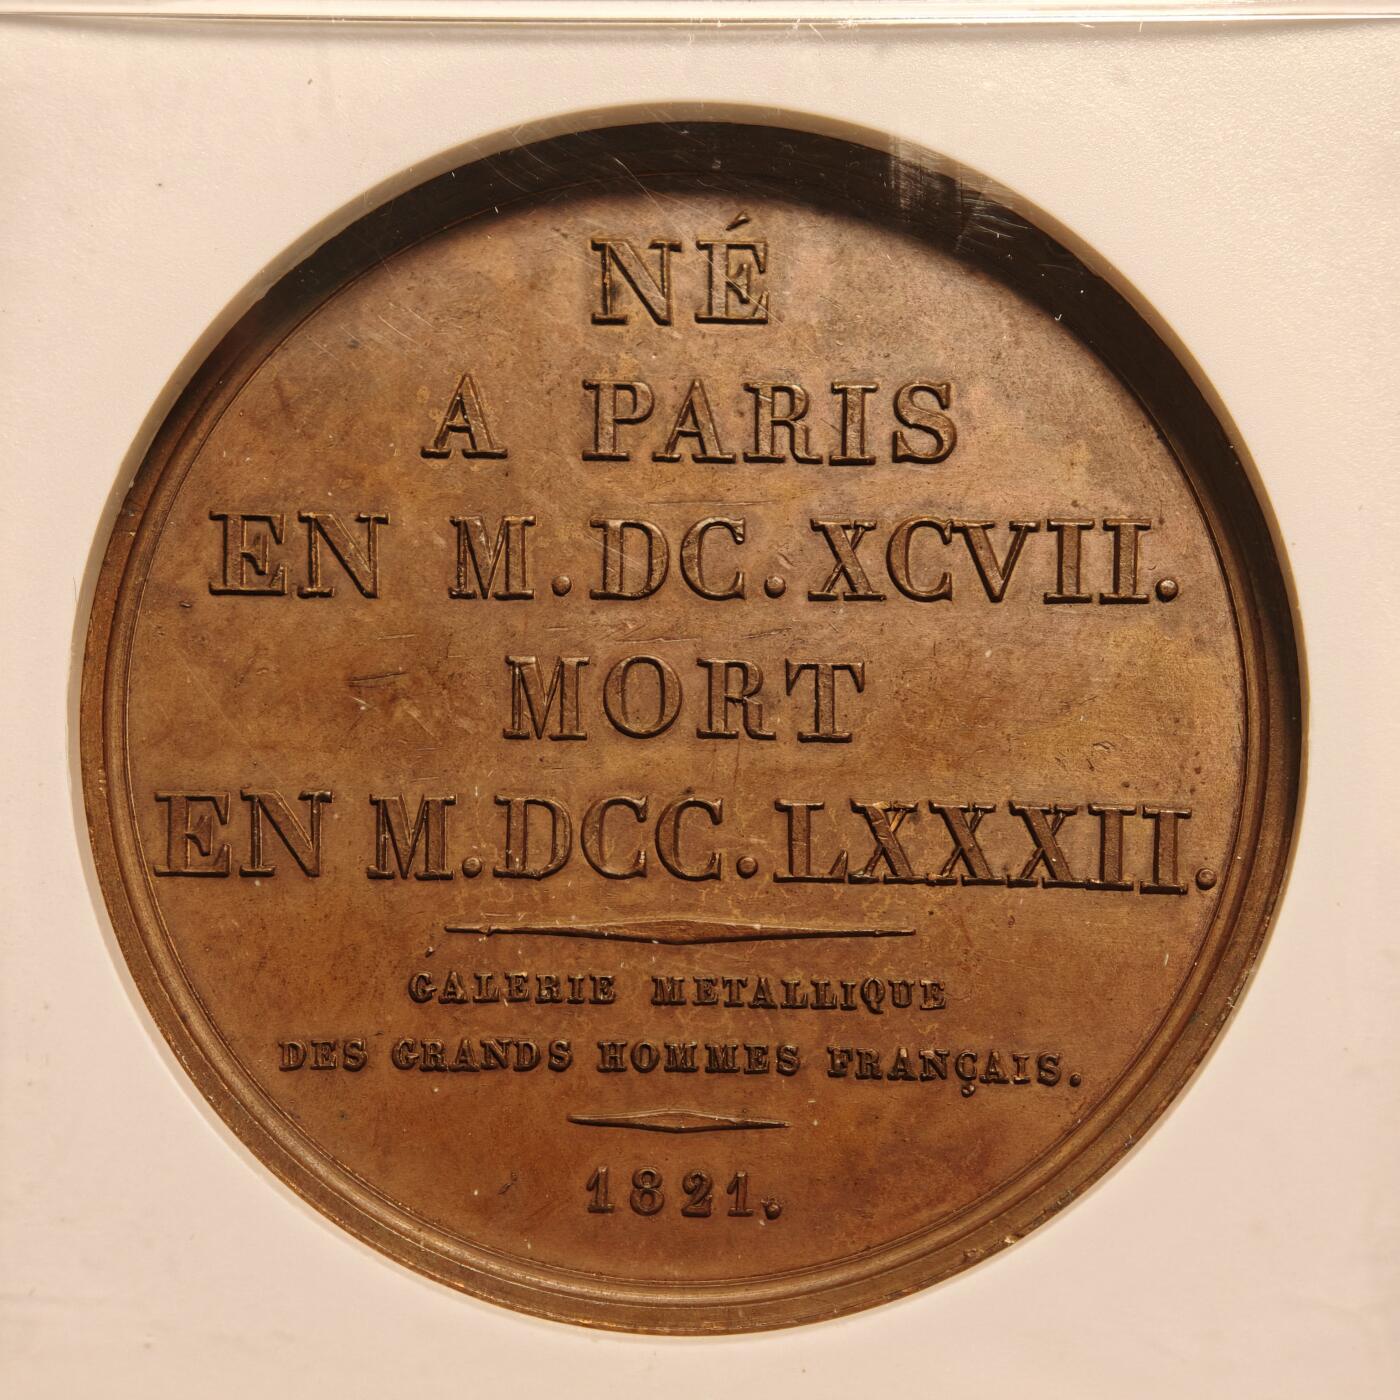 NÉ
A PARIS
EN M.DC.XCVII.
MORT
EN M.DCC.LXXXII.
GALERIE METALLIQUE
DES GRANDS HOMMES FRANÇAIS.
1821.